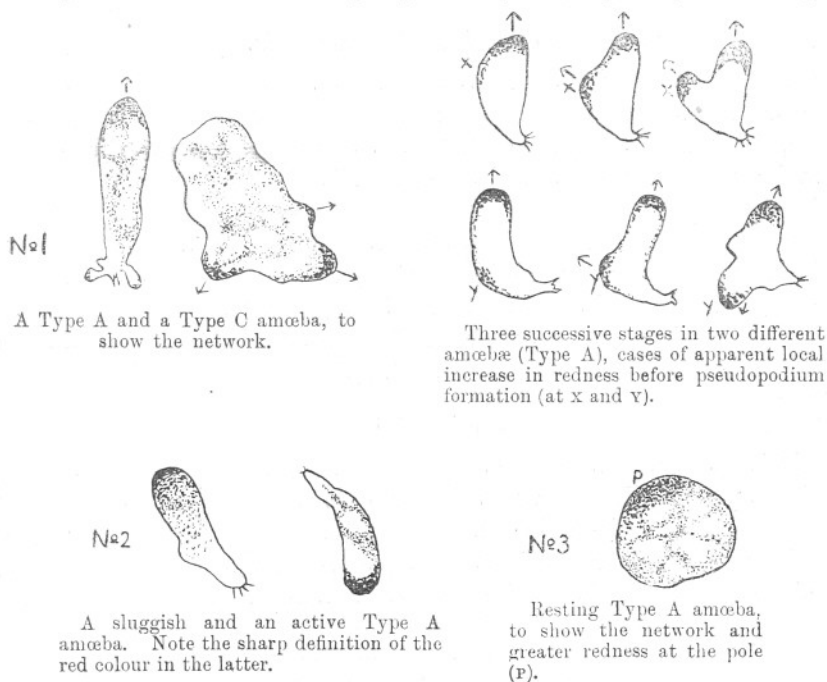 No1
A Type A and a Type C amœba, to
show the network.
x
x
x
y
y
y
Three successive stages in two different
amœbæ (Type A), cases of apparent local
increase in redness before pseudopodium
formation (at x and y).
No2
A sluggish and an active Type A
amœba. Note the sharp definition of the
red colour in the latter.
P
No3
Resting Type A amœba,
to show the network and
greater redness at the pole
(P).